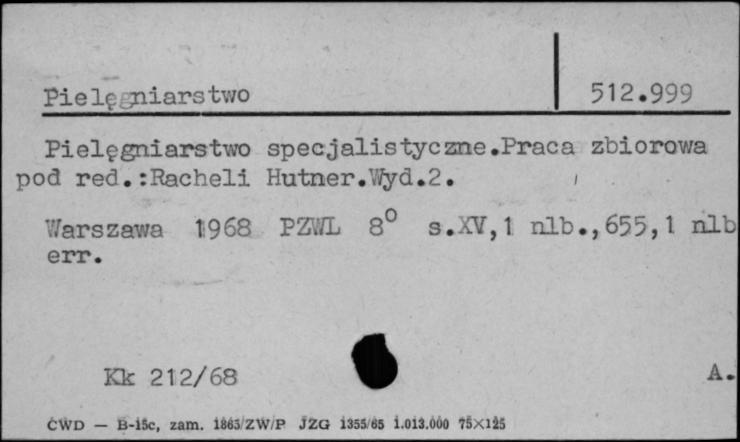 Pielęgniarstwo 512.999
Pielęgniarstwo specjalistyczne.Praca zbiorowa
pod red.:Racheli Hutner.Wyd.2.
Warszawa 1968 PZWL 8° s.XV,1 nlb.,655,1 nlb
err.
Kk 212/68 A.
CWD — B-15c, zam. 1863/ZW/P JZG 1355/65 1.013.000 75×125